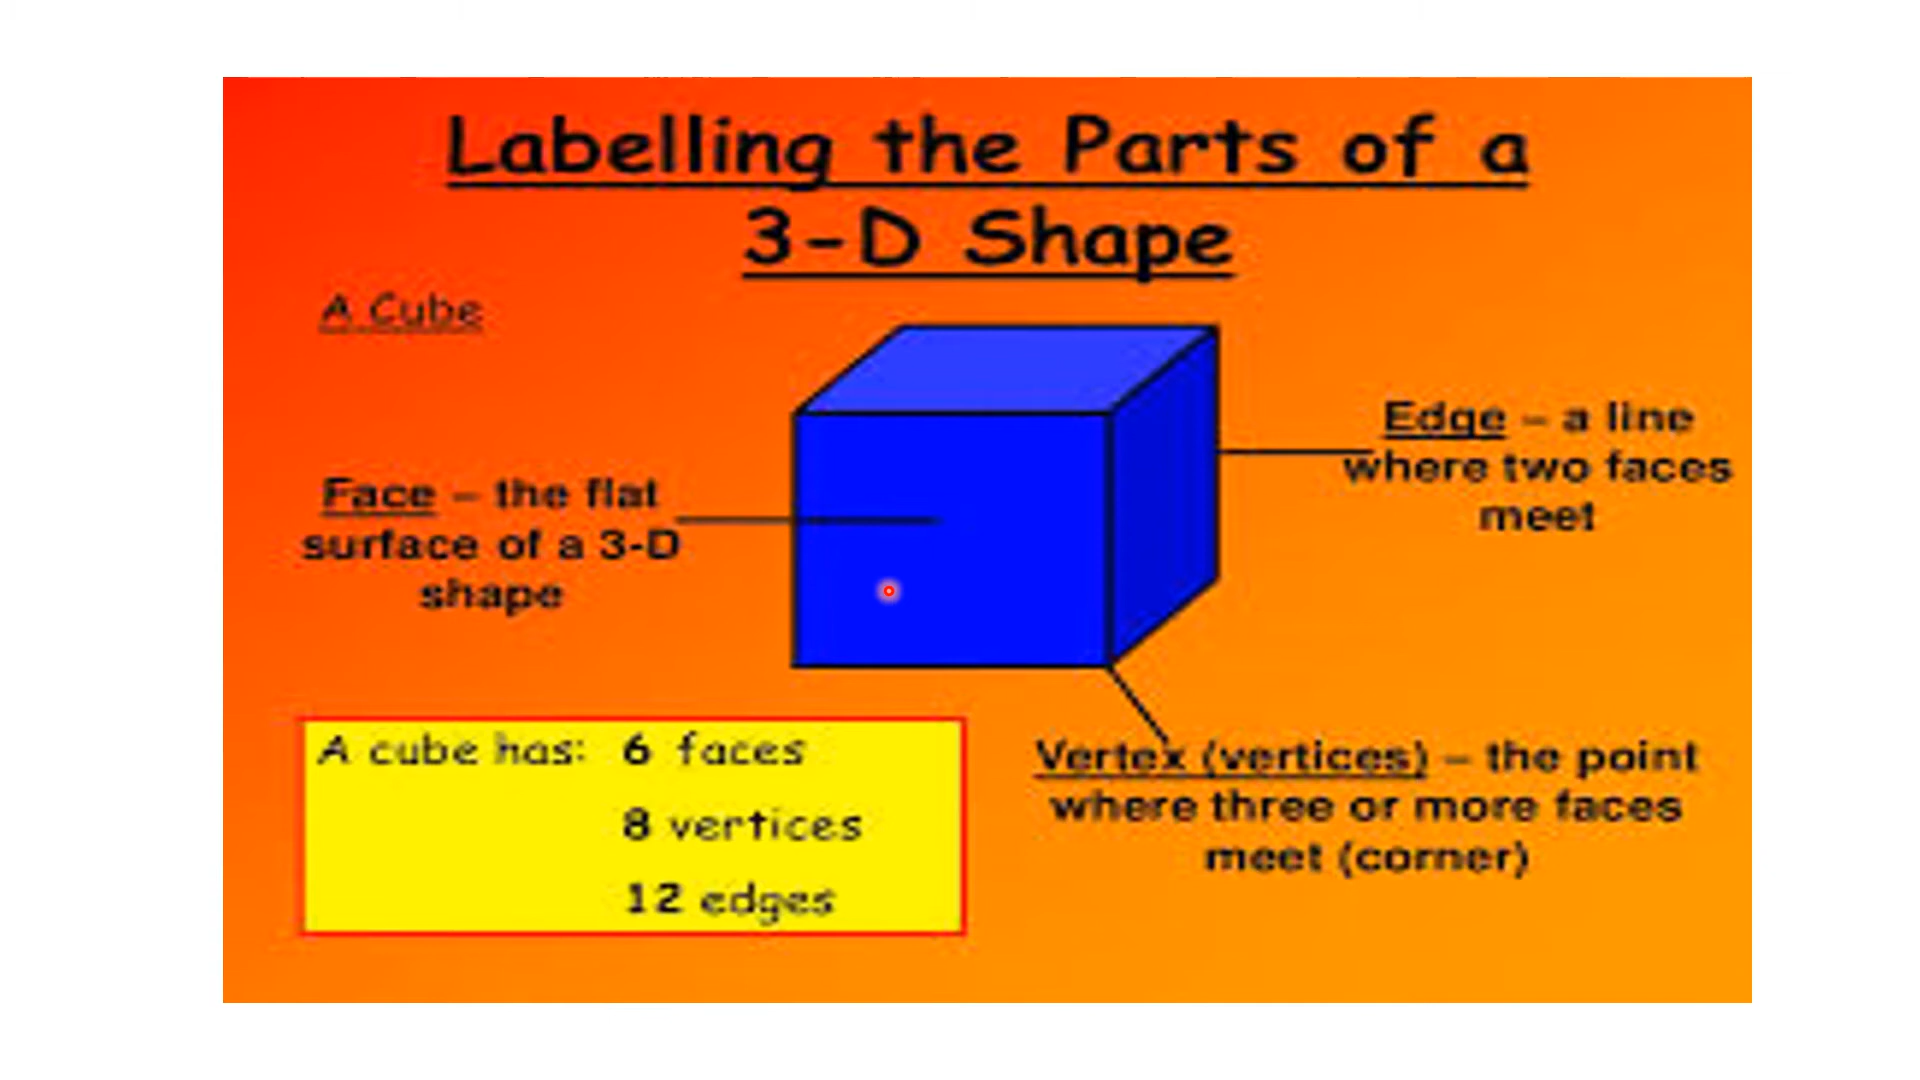 Labelling the Parts of a
3-D Shape
A Cube
Edge – a line
where two faces
meet
Face – the flat
surface of a 3-D
shape
A cube has: 6 faces
8 vertices
12 edges
Vertex (vertices) – the point
where three or more faces
meet (corner)